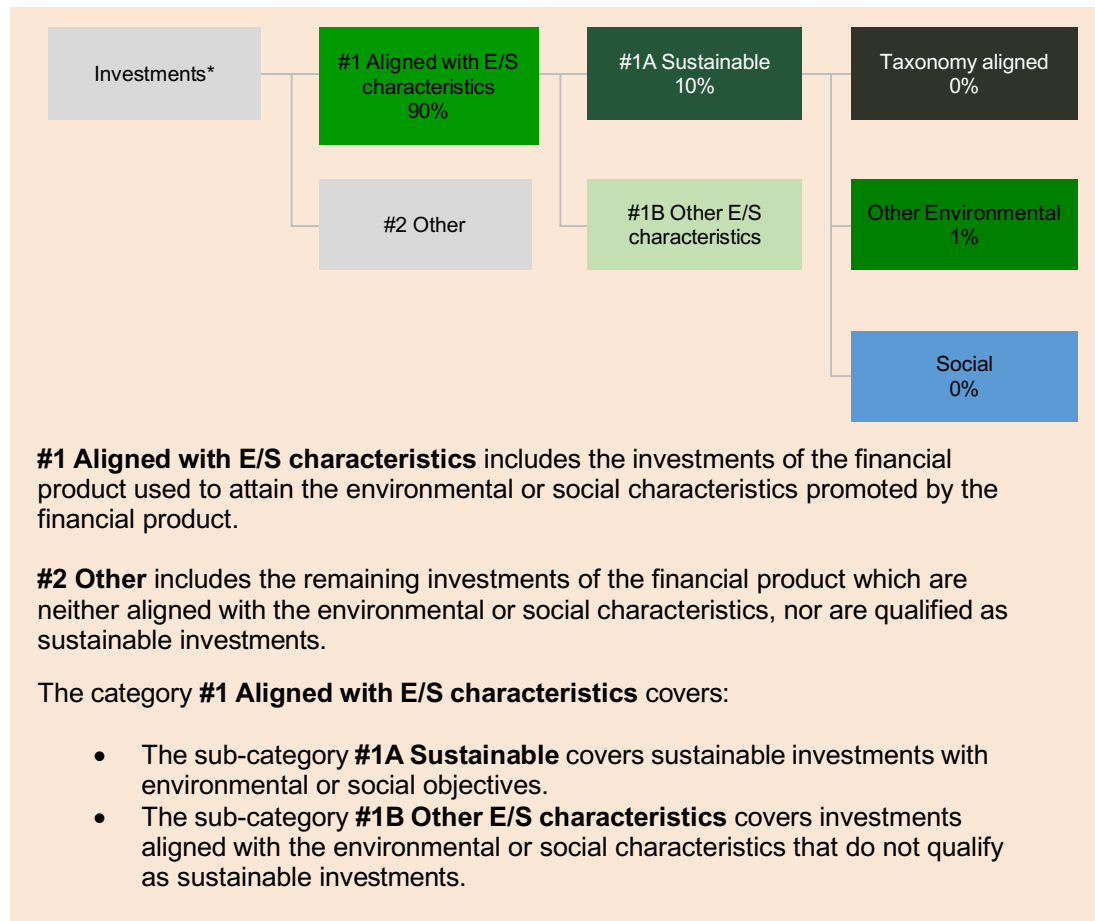 Investments*
#1 Aligned with E/S
characteristics
90%
#1A Sustainable
10%
Taxonomy aligned
0%
#2 Other
#1B Other E/S
characteristics
Other Environmental
1%
Social
0%
#1 Aligned with E/S characteristics includes the investments of the financial
product used to attain the environmental or social characteristics promoted by the
financial product.
#2 Other includes the remaining investments of the financial product which are
neither aligned with the environmental or social characteristics, nor are qualified as
sustainable investments.
The category #1 Aligned with E/S characteristics covers:
• The sub-category #1A Sustainable covers sustainable investments with
environmental or social objectives.
• The sub-category #1B Other E/S characteristics covers investments
aligned with the environmental or social characteristics that do not qualify
as sustainable investments.